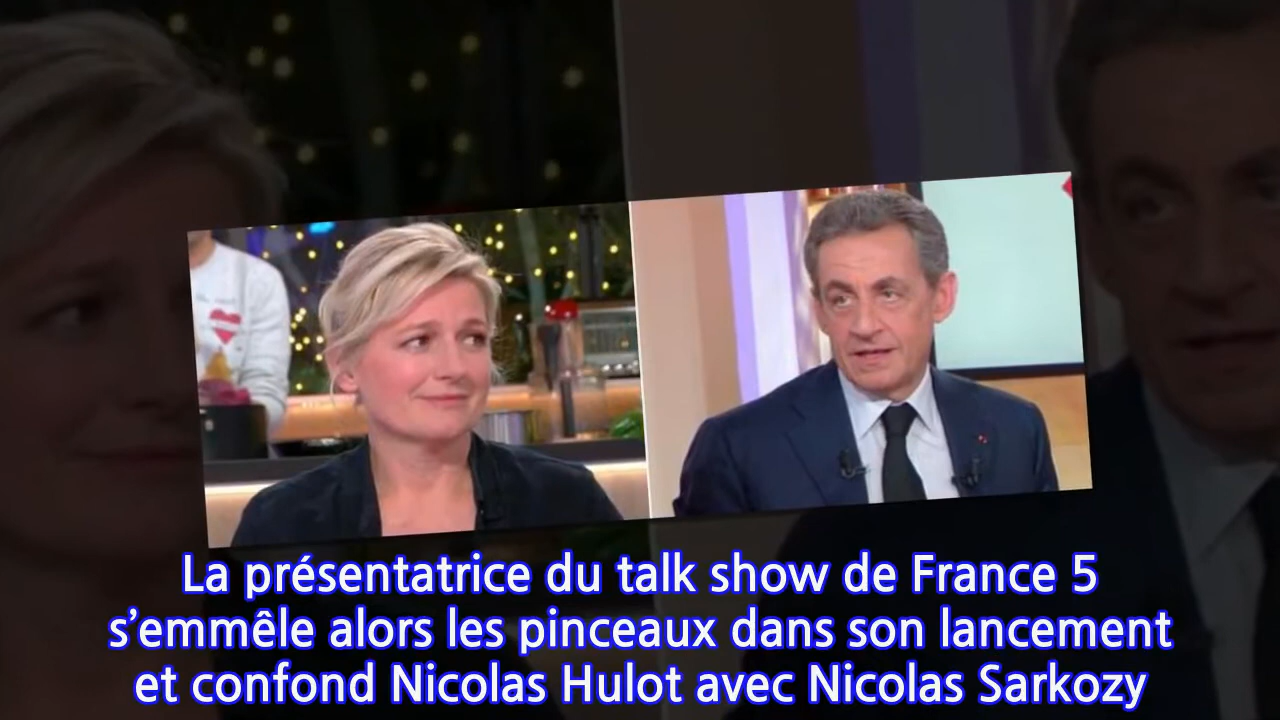 La présentatrice du talk show de France 5
s’emmêle alors les pinceaux dans son lancement
et confond Nicolas Hulot avec Nicolas Sarkozy